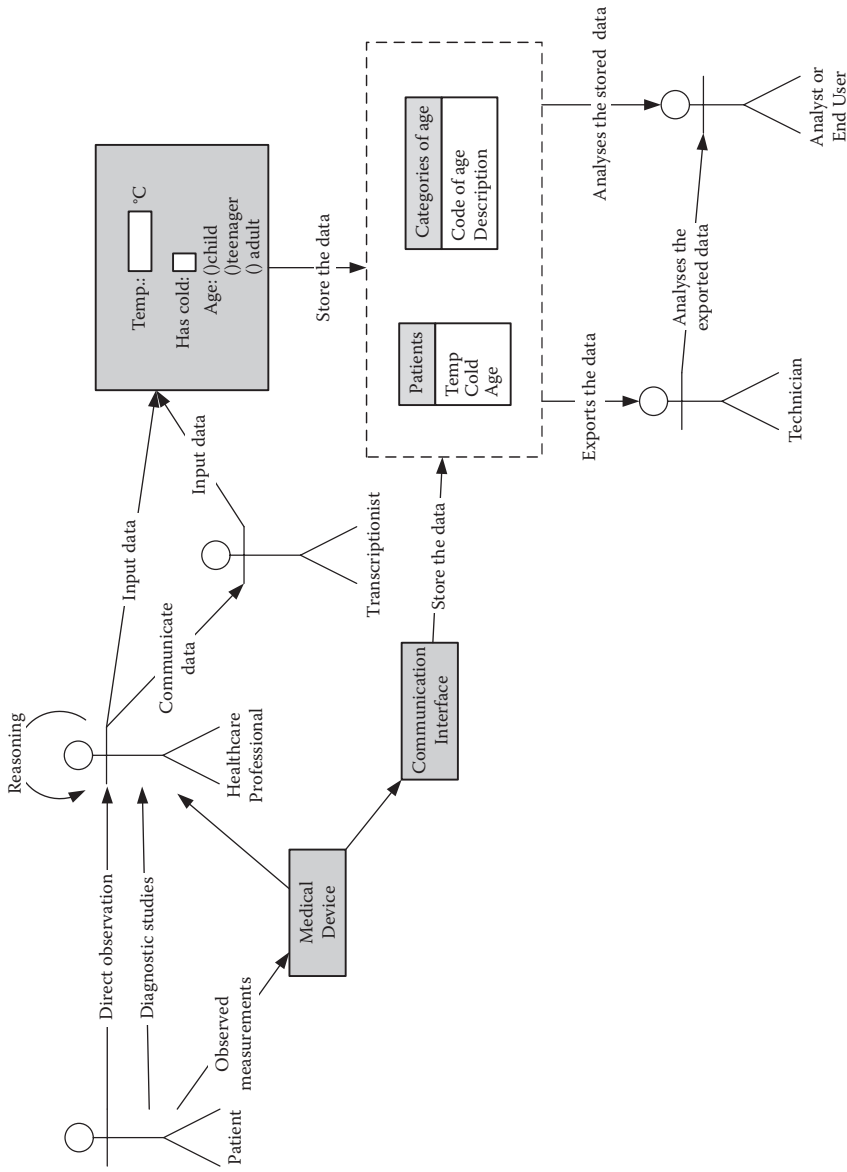 Reasoning
Patient
Direct observation
Diagnostic studies
Observed
measurements
Healthcare
Professional
Medical
Device
Communicate
data
Input data
Transcriptionist
Input data
Temp.:
°C
Has cold:
Age: ()child
()teenager
() adult
Communication
Interface
Store the data
Store the data
Patients
Temp
Cold
Age
Categories of age
Code of age
Description
Exports the data
Analyses the stored data
Technician
Analyses the
exported data
Analyst or
End User